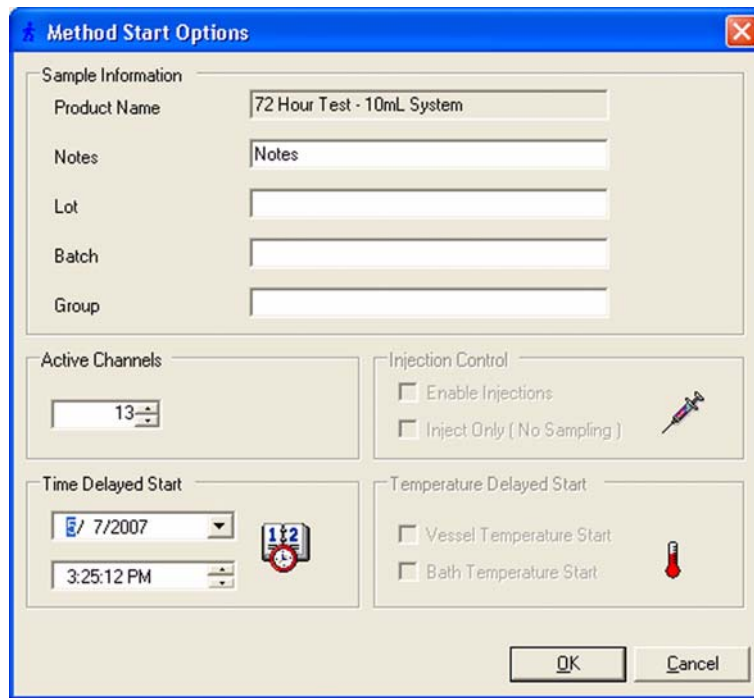 Method Start Options
Sample Information
Product Name
72 Hour Test - 10mL System
Notes
Notes
Lot
Batch
Group
Active Channels
13
Injection Control
Enable Injections
Inject Only ( No Sampling )
Time Delayed Start
5/ 7/2007
3:25:12 PM
1 2
Temperature Delayed Start
Vessel Temperature Start
Bath Temperature Start
OK
Cancel